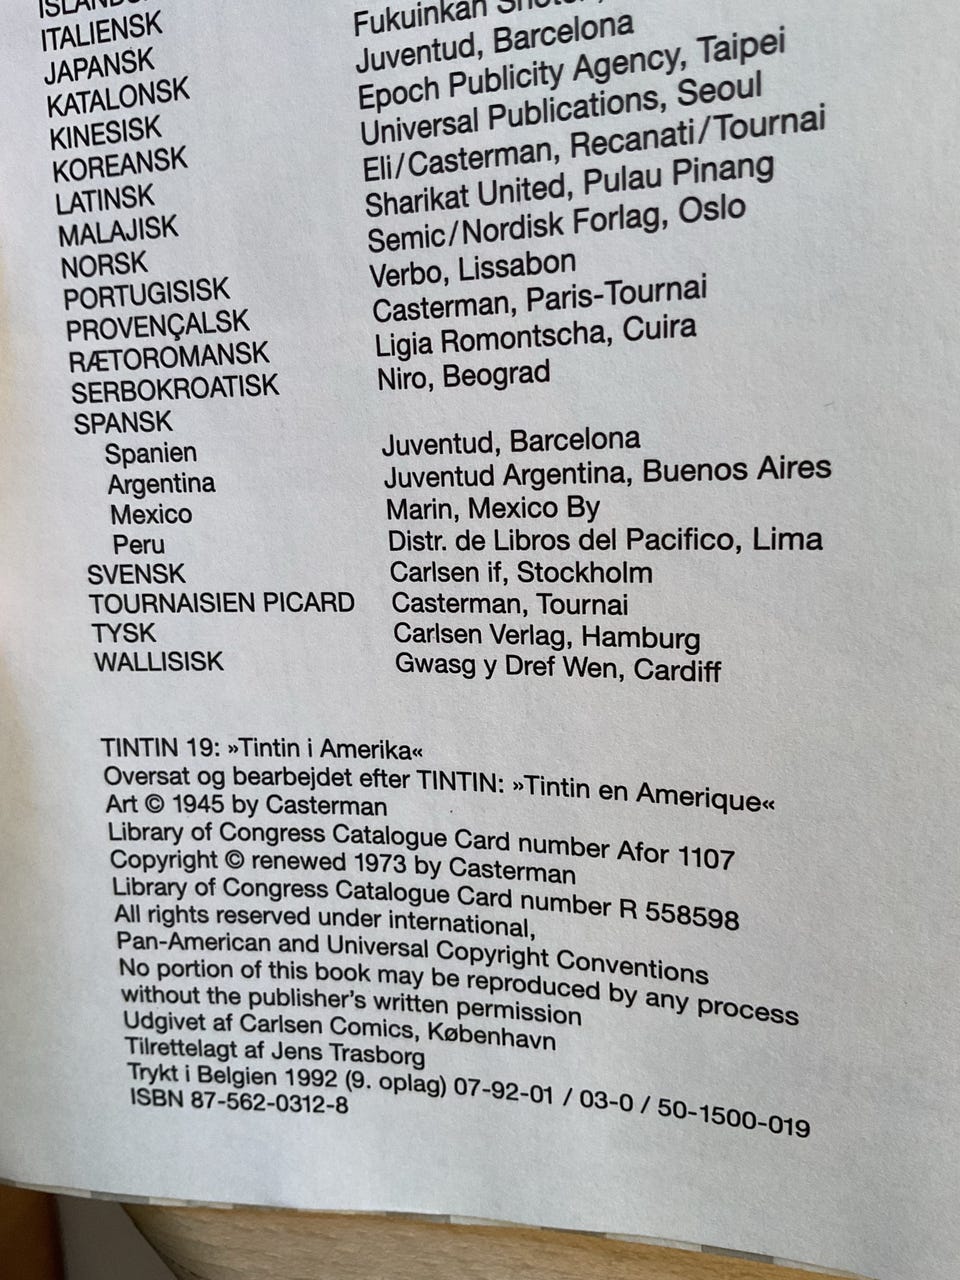 ITALIENSK
JAPANSK Fukuinkan
KATALONSK Juventud, Barcelona
KINESISK Epoch Publicity Agency, Taipei
KOREANSK Universal Publications, Seoul
LATINSK Eli/Casterman, Recanati/Tournai
MALAJISK Sharikat United, Pulau Pinang
NORSK Semic/Nordisk Forlag, Oslo
PORTUGISISK Verbo, Lissabon
PROVENÇALSK Casterman, Paris-Tournai
RÆTOROMANSK Ligia Romontscha, Cuira
SERBOKROATISK Niro, Beograd
SPANSK
Spanien Juventud, Barcelona
Argentina Juventud Argentina, Buenos Aires
Mexico Marin, Mexico By
Peru Distr. de Libros del Pacifico, Lima
SVENSK Carlsen if, Stockholm
TOURNAISIEN PICARD Casterman, Tournai
TYSK Carlsen Verlag, Hamburg
WALLISISK Gwasg y Dref Wen, Cardiff
TINTIN 19: »Tintin i Amerika«
Oversat og bearbejdet efter TINTIN: »Tintin en Amerique«
Art © 1945 by Casterman
Library of Congress Catalogue Card number Afor 1107
Copyright © renewed 1973 by Casterman
Library of Congress Catalogue Card number R 558598
All rights reserved under international,
Pan-American and Universal Copyright Conventions
No portion of this book may be reproduced by any process
without the publisher's written permission
Udgivet af Carlsen Comics, København
Tilrettelagt af Jens Trasborg
Trykt i Belgien 1992 (9. oplag) 07-92-01 / 03-0 / 50-1500-019
ISBN 87-562-0312-8